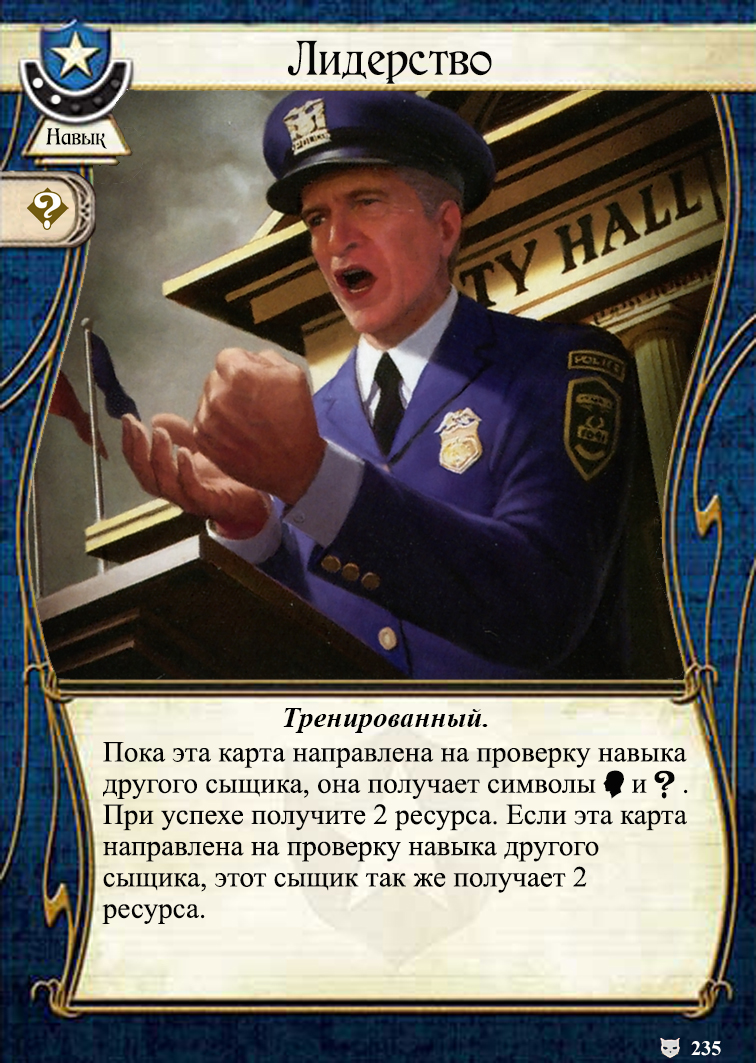 Лидерство
Навык
?
POLICE
TY HALL
POLICE
Тренированный.
Пока эта карта направлена на проверку навыка
другого сыщика, она получает символы и ? .
При успехе получите 2 ресурса. Если эта карта
направлена на проверку навыка другого
сыщика, этот сыщик так же получает 2
ресурса.
235